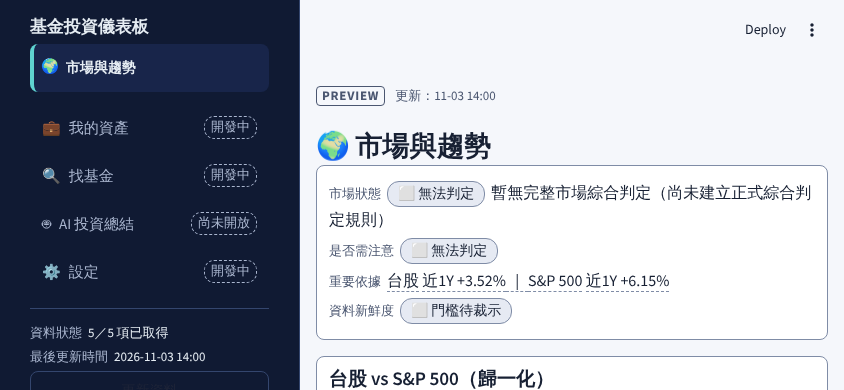 基金投資儀表板
市場與趨勢
我的資產 開發中
找基金 開發中
AI 投資總結 尚未開放
設定 開發中
資料狀態 5／5 項已取得
最後更新時間 2026-11-03 14:00
Deploy
PREVIEW 更新：11-03 14:00
市場與趨勢
市場狀態 無法判定 暫無完整市場綜合判定（尚未建立正式綜合判
定規則）
是否需注意 無法判定
重要依據 台股 近1Y +3.52% ｜ S&P 500 近1Y +6.15%
資料新鮮度 門檻待裁示
台股 vs S&P 500（歸一化）